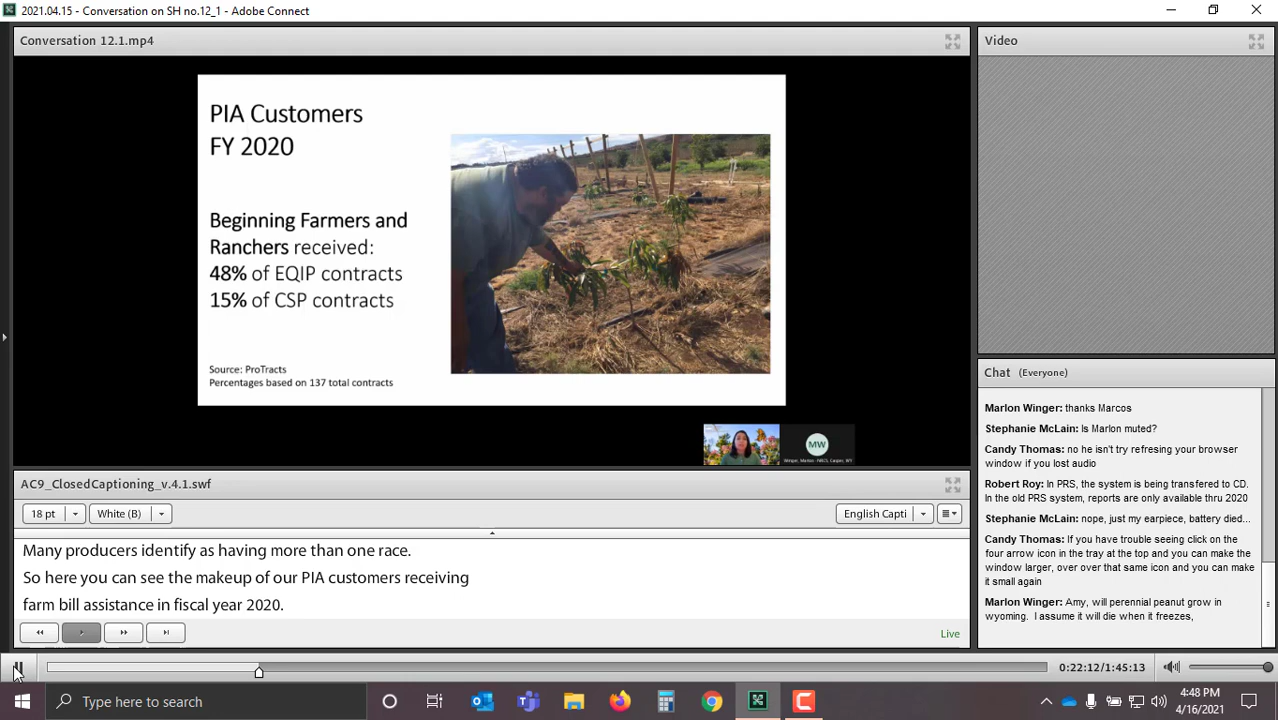 2021.04.15 - Conversation on SH no.12_1 - Adobe Connect
Conversation 12.1.mp4
PIA Customers
FY 2020
Beginning Farmers and
Ranchers received:
48% of EQIP contracts
15% of CSP contracts
Source: ProTracts
Percentages based on 137 total contracts
MW
Winger, Marlon - NRCS, Casper, WY
AC9_ClosedCaptioning_v.4.1.swf
18 pt
White (B)
English Capti
Many producers identify as having more than one race.
So here you can see the makeup of our PIA customers receiving
farm bill assistance in fiscal year 2020.
Live
Video
Chat (Everyone)
Marlon Winger: thanks Marcos
Stephanie McLain: Is Marlon muted?
Candy Thomas: no he isn't try refresing your browser
window if you lost audio
Robert Roy: In PRS, the system is being transfered to CD.
In the old PRS system, reports are only available thru 2020
Stephanie McLain: nope, just my earpiece, battery died...
Candy Thomas: If you have trouble seeing click on the
four arrow icon in the tray at the top and you can make the
window larger, over over that same icon and you can make
it small again
Marlon Winger: Amy, will perennial peanut grow in
wyoming. I assume it will die when it freezes,
0:22:12/1:45:13
Type here to search
4:48 PM
4/16/2021